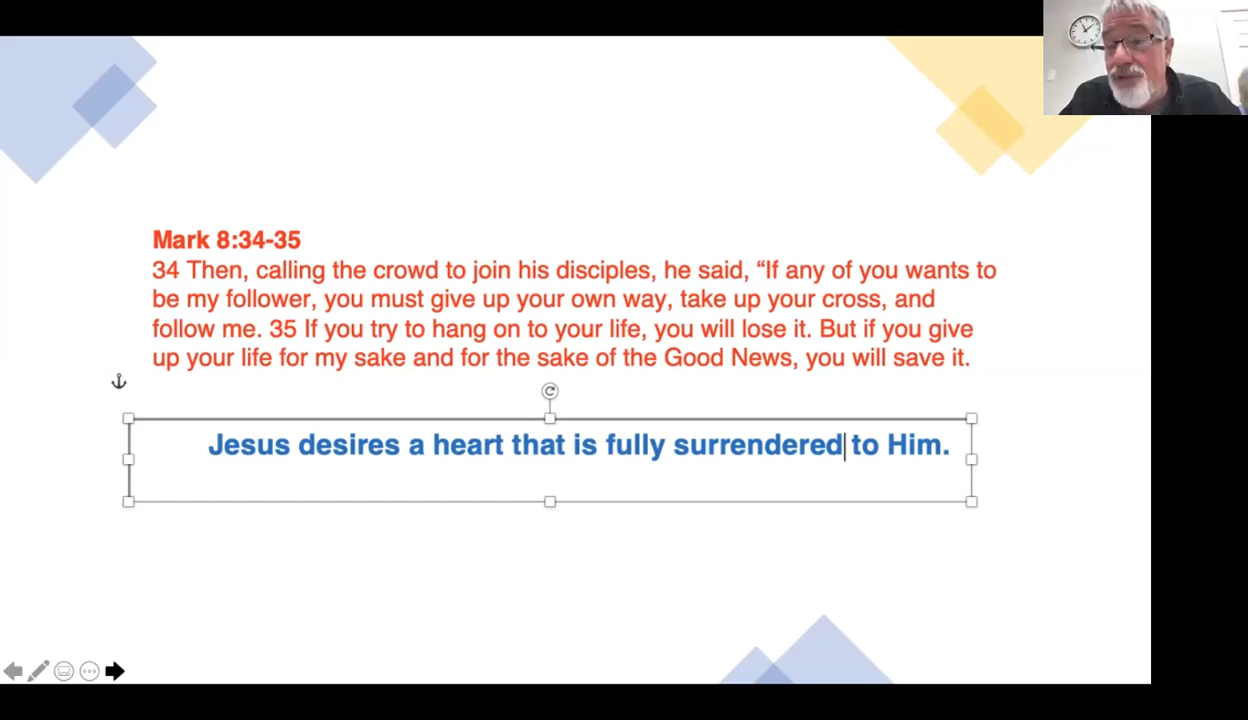 Mark 8:34-35
34 Then, calling the crowd to join his disciples, he said, “If any of you wants to
be my follower, you must give up your own way, take up your cross, and
follow me. 35 If you try to hang on to your life, you will lose it. But if you give
up your life for my sake and for the sake of the Good News, you will save it.
Jesus desires a heart that is fully surrendered to Him.